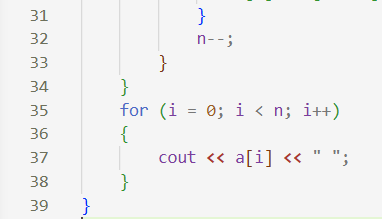 31 }
32 n--;
33 }
34 }
35 for (i = 0; i < n; i++)
36 {
37 cout << a[i] << " ";
38 }
39 }